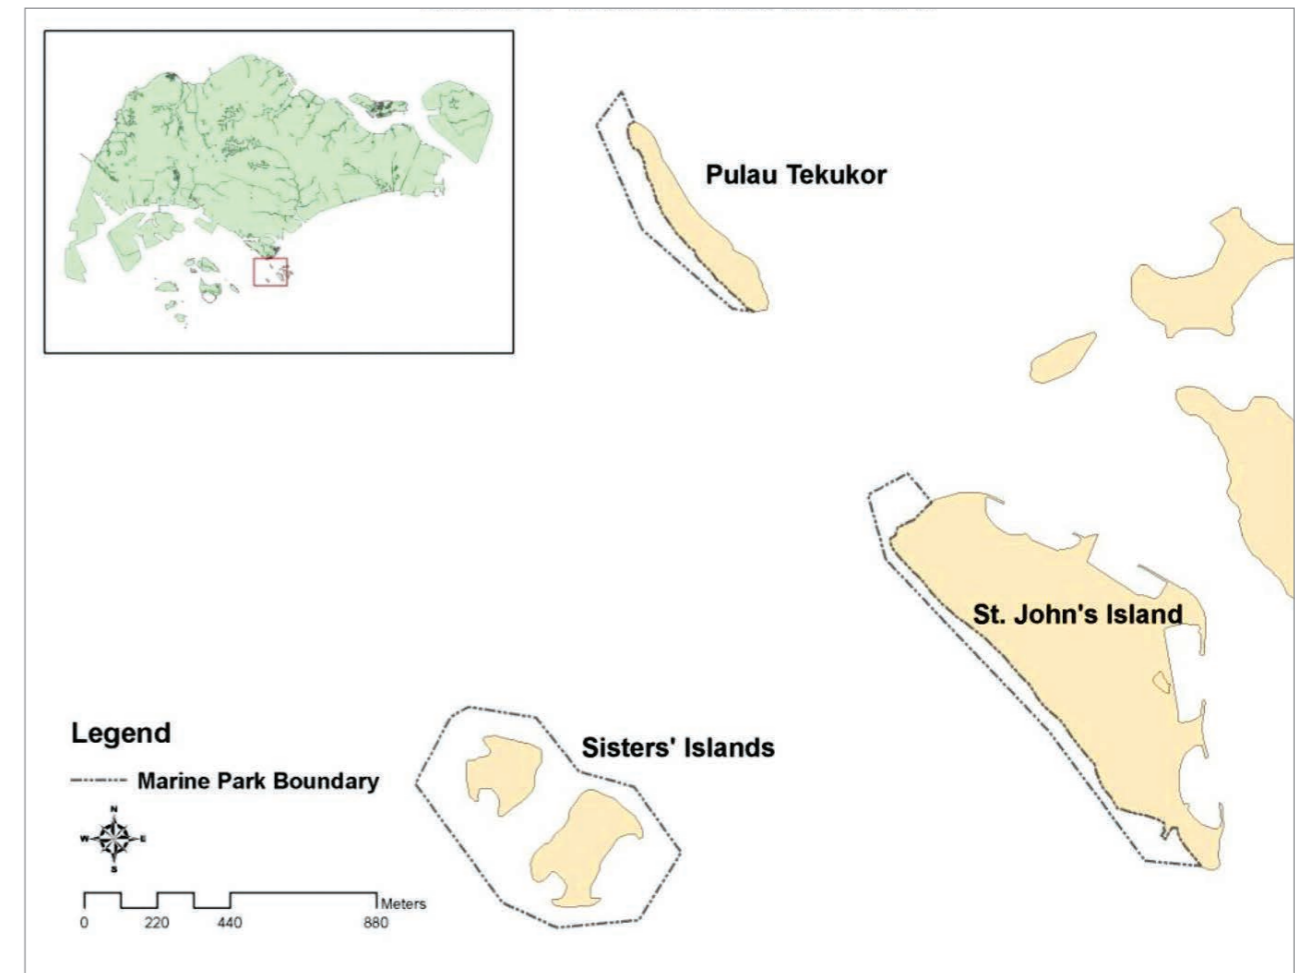 Pulau Tekukor
St. John's Island
Sisters' Islands
Legend
Marine Park Boundary
N
W E
S
Meters
0 220 440 880